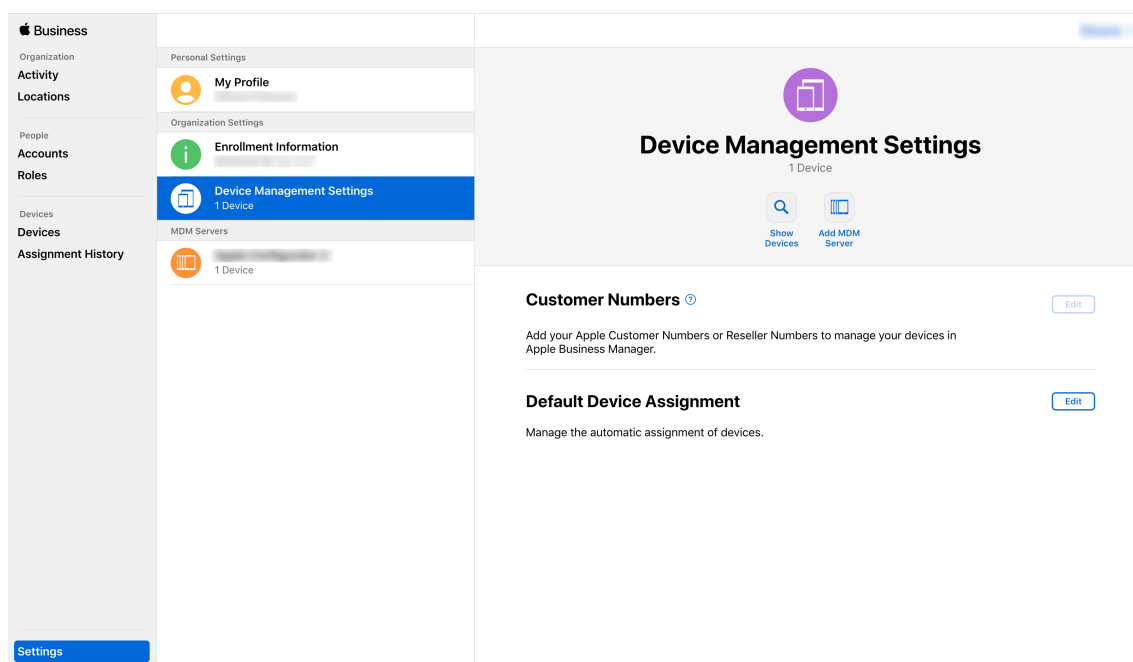 Business
Organization
Activity
Locations
People
Accounts
Roles
Devices
Devices
Assignment History
Settings
Personal Settings
My Profile
Organization Settings
Enrollment Information
Device Management Settings
1 Device
MDM Servers
1 Device
Device Management Settings
1 Device
Show
Devices
Add MDM
Server
Customer Numbers ?
Edit
Add your Apple Customer Numbers or Reseller Numbers to manage your devices in
Apple Business Manager.
Default Device Assignment
Edit
Manage the automatic assignment of devices.